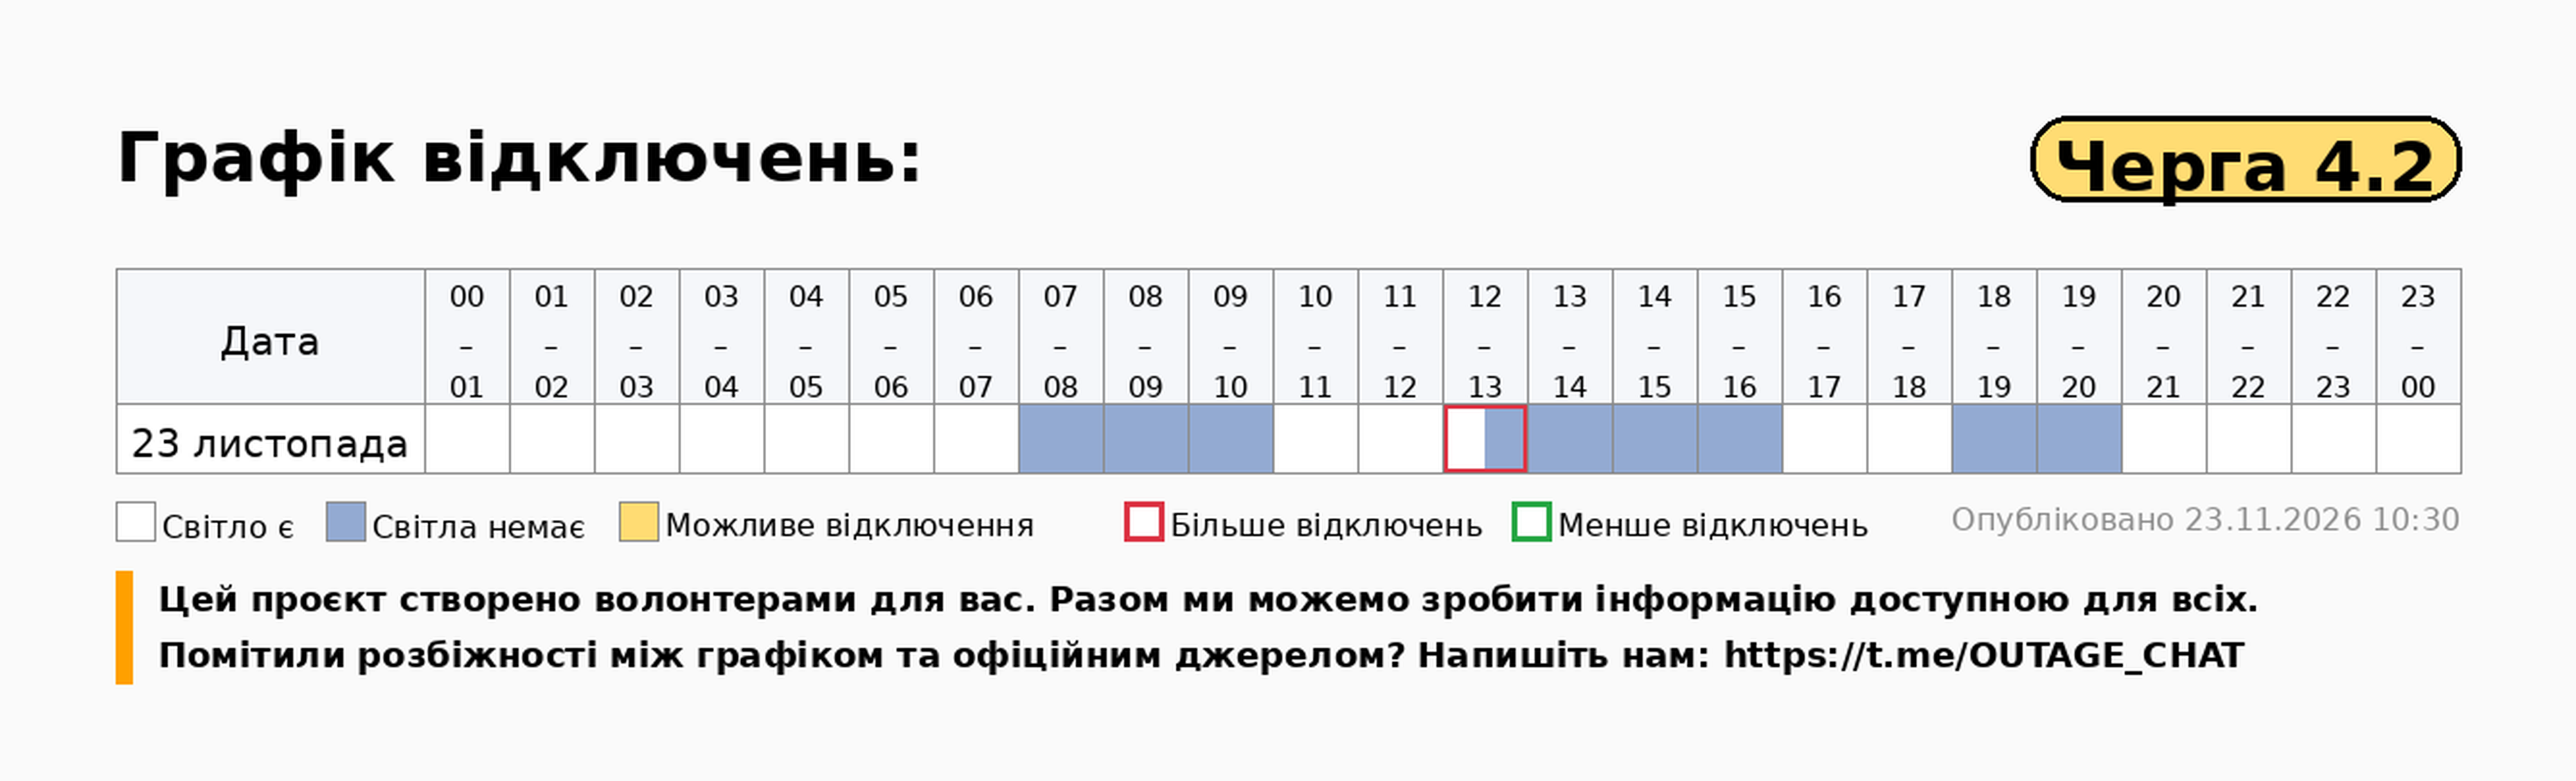 Графік відключень:
Черга 4.2
Дата
00 – 01
01 – 02
02 – 03
03 – 04
04 – 05
05 – 06
06 – 07
07 – 08
08 – 09
09 – 10
10 – 11
11 – 12
12 – 13
13 – 14
14 – 15
15 – 16
16 – 17
17 – 18
18 – 19
19 – 20
20 – 21
21 – 22
22 – 23
23 – 00
23 листопада
Світло є
Світла немає
Можливе відключення
Більше відключень
Менше відключень
Опубліковано 23.11.2026 10:30
Цей проєкт створено волонтерами для вас. Разом ми можемо зробити інформацію доступною для всіх.
Помітили розбіжності між графіком та офіційним джерелом? Напишіть нам: https://t.me/OUTAGE_CHAT